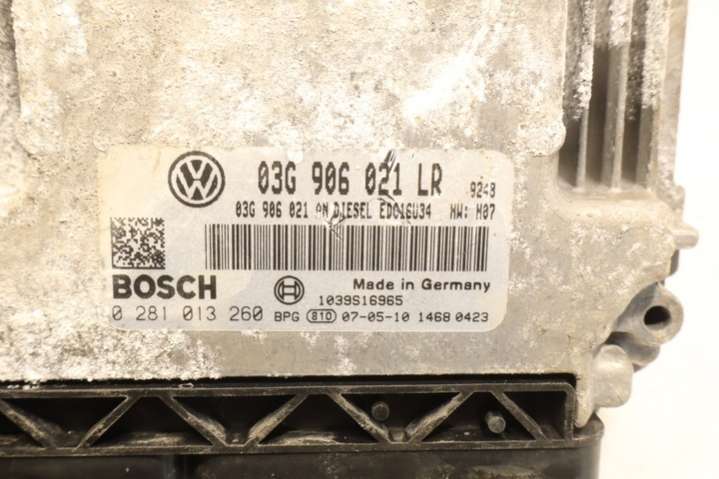 03G 906 021 LR 9248
03G 906 021 AN DIESEL EDC16U34 HW: H07
BOSCH
Made in Germany
1039S16965
0 281 013 260 BPG 810 07-05-10 1468 0423